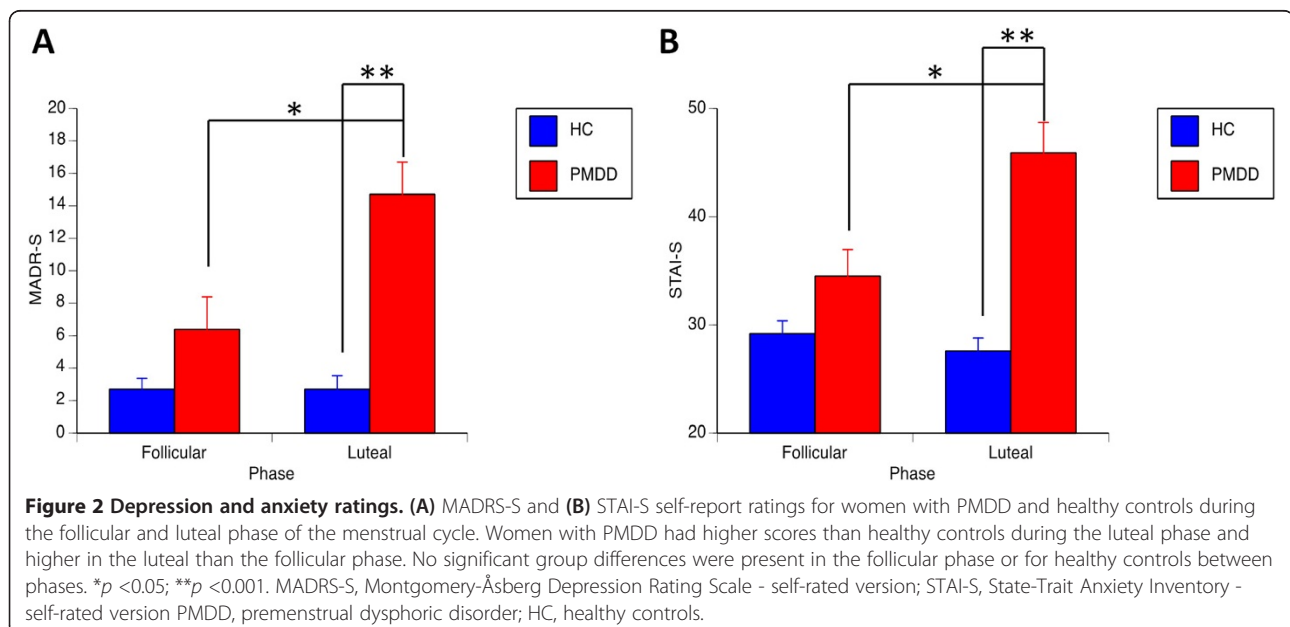 A
**
*
20
18
16
14
12
10
8
6
4
2
0
MADR-S
Follicular
Luteal
Phase
HC
PMDD
B
**
*
50
40
30
20
STAI-S
Follicular
Luteal
Phase
HC
PMDD
Figure 2 Depression and anxiety ratings. (A) MADRS-S and (B) STAI-S self-report ratings for women with PMDD and healthy controls during
the follicular and luteal phase of the menstrual cycle. Women with PMDD had higher scores than healthy controls during the luteal phase and
higher in the luteal than the follicular phase. No significant group differences were present in the follicular phase or for healthy controls between
phases. *p <0.05; **p <0.001. MADRS-S, Montgomery-Åsberg Depression Rating Scale - self-rated version; STAI-S, State-Trait Anxiety Inventory -
self-rated version PMDD, premenstrual dysphoric disorder; HC, healthy controls.